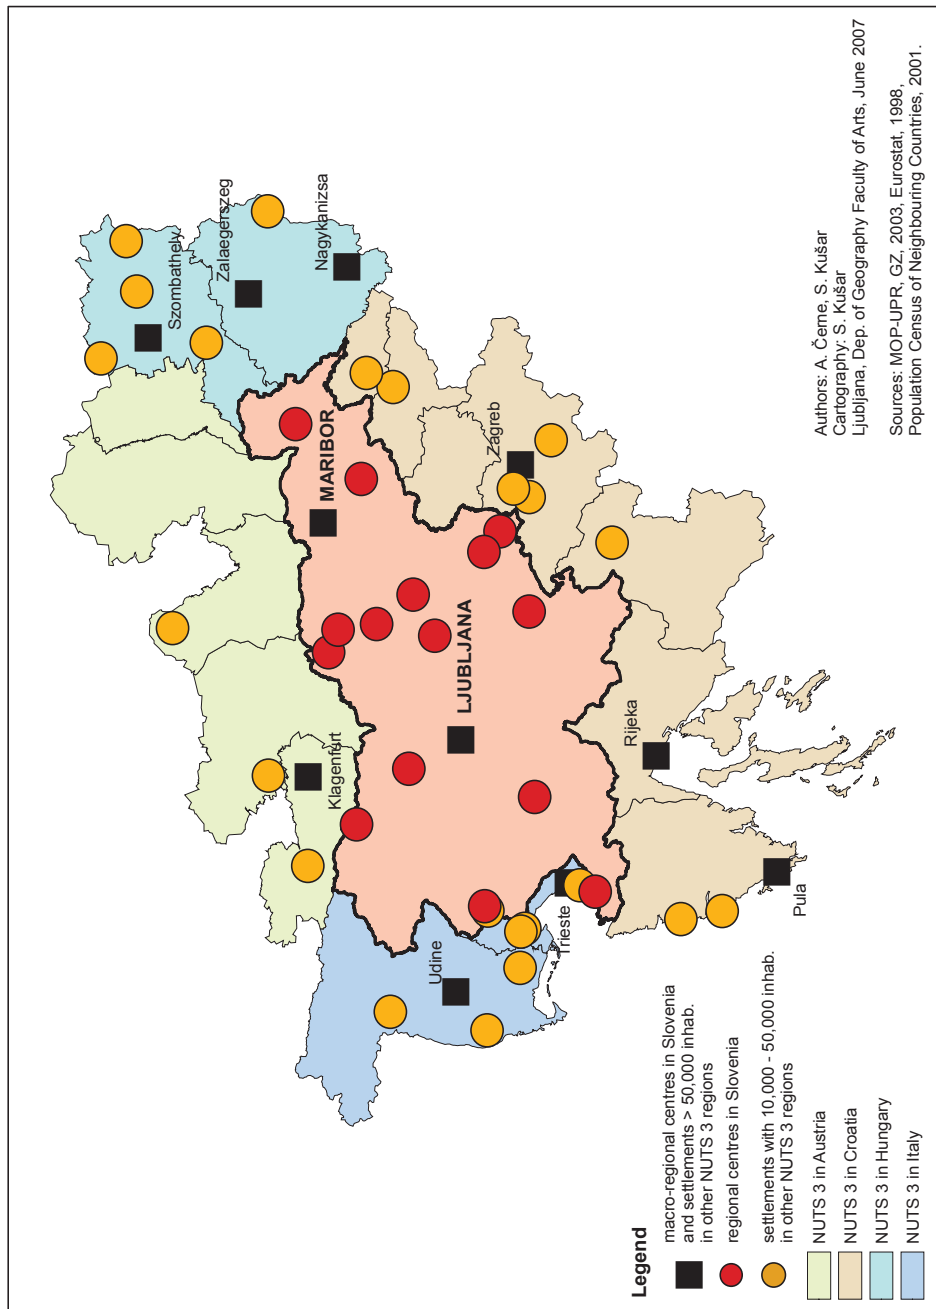 Szombathely
Zalaegerszeg
Nagykanizsa
MARIBOR
Zagreb
Klagenfurt
LJUBLJANA
Rijeka
Udine
Trieste
Pula
Legend
macro-regional centres in Slovenia
and settlements > 50,000 inhab.
in other NUTS 3 regions
regional centres in Slovenia
settlements with 10,000 - 50,000 inhab.
in other NUTS 3 regions
NUTS 3 in Austria
NUTS 3 in Croatia
NUTS 3 in Hungary
NUTS 3 in Italy
Authors: A. Černe, S. Kušar
Cartography: S. Kušar
Ljubljana, Dep. of Geography Faculty of Arts, June 2007
Sources: MOP-UPR, GZ, 2003, Eurostat, 1998,
Population Census of Neighbouring Countries, 2001.